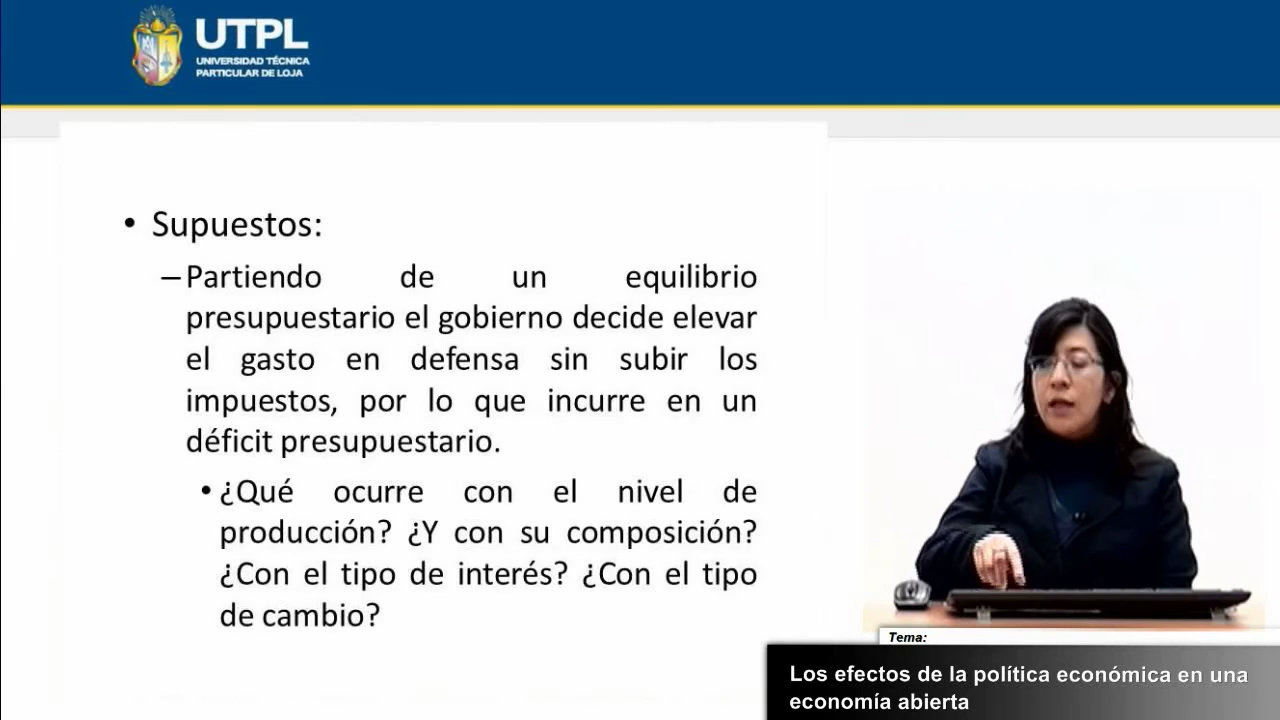 UTPL
UNIVERSIDAD TÉCNICA
PARTICULAR DE LOJA
• Supuestos:
–Partiendo de un equilibrio
presupuestario el gobierno decide elevar
el gasto en defensa sin subir los
impuestos, por lo que incurre en un
déficit presupuestario.
•¿Qué ocurre con el nivel de
producción? ¿Y con su composición?
¿Con el tipo de interés? ¿Con el tipo
de cambio?
Tema:
Los efectos de la política económica en una
economía abierta